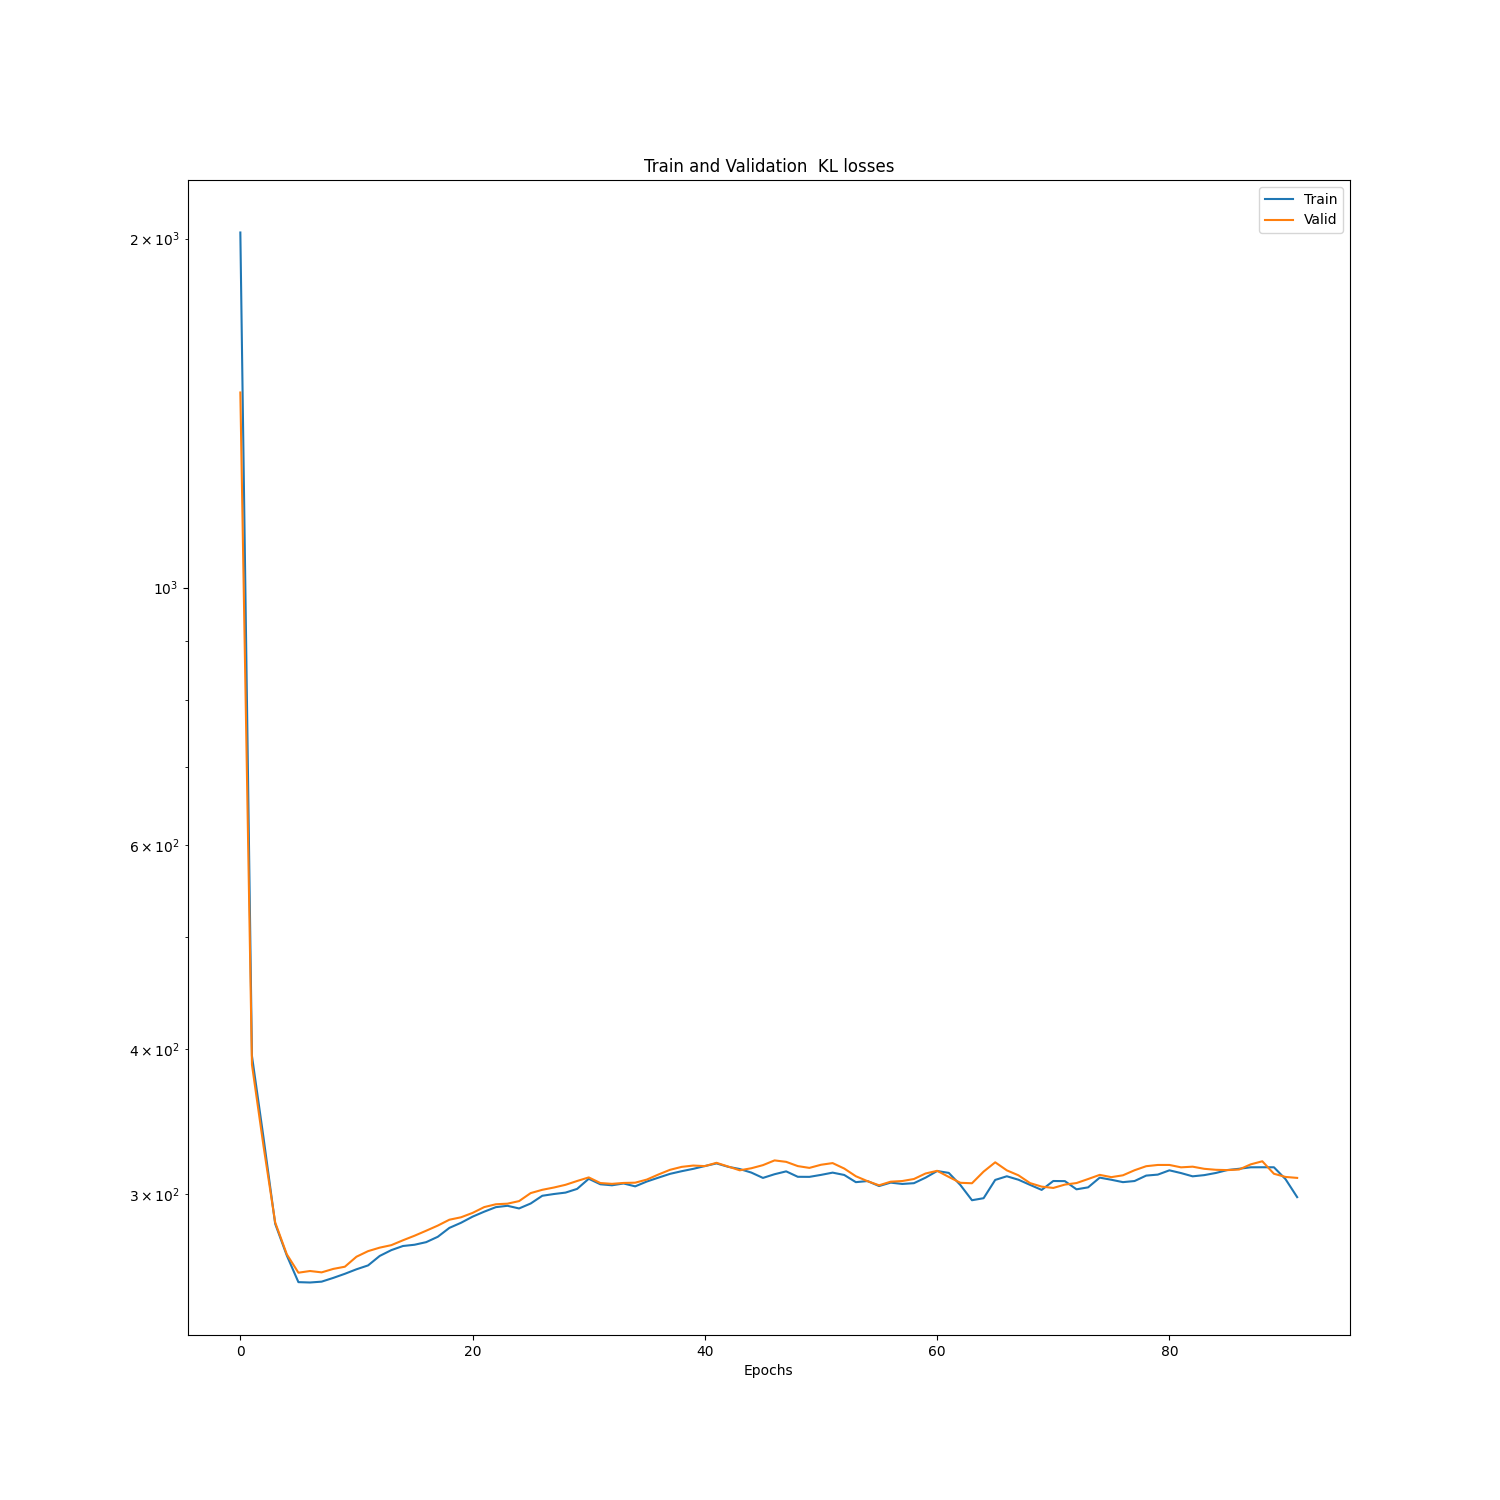 Train and Validation  KL losses
Train
Valid
2 × 10³
10³
6 × 10²
4 × 10²
3 × 10²
0 20 40 60 80
Epochs